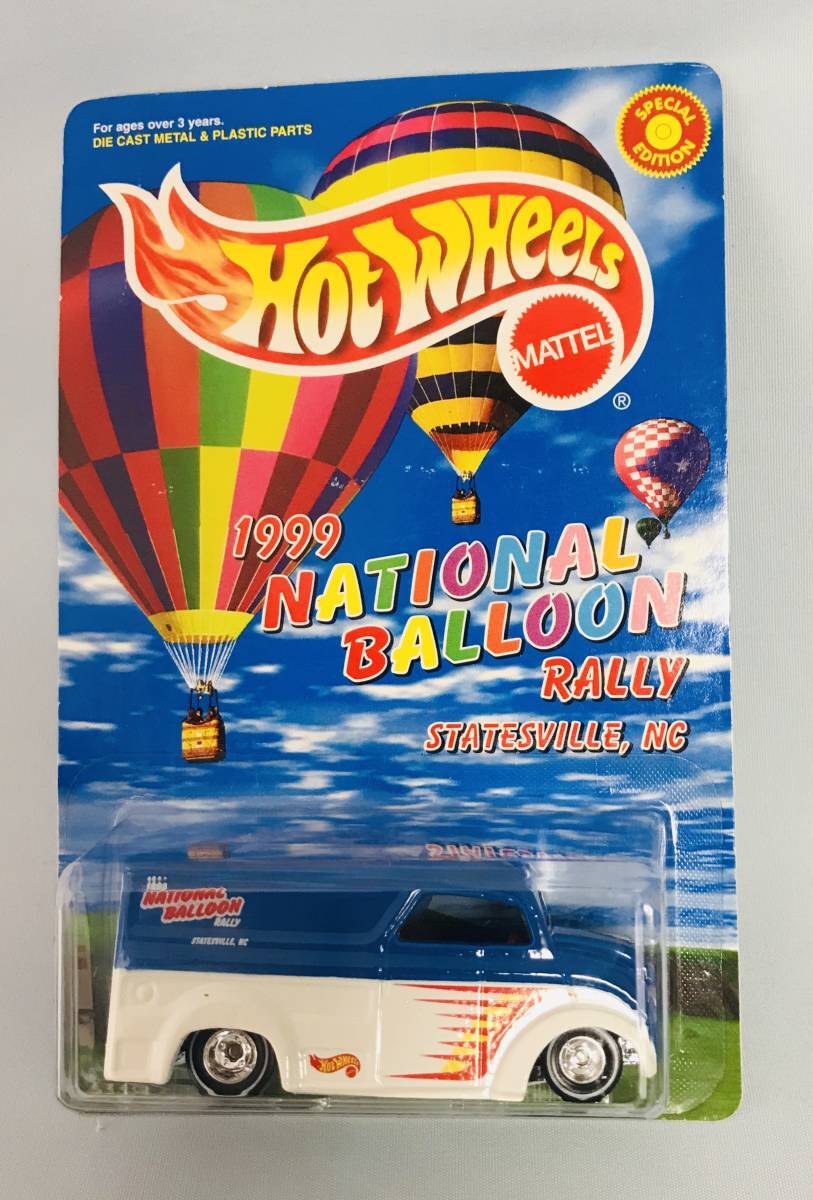 For ages over 3 years.
DIE CAST METAL & PLASTIC PARTS
SPECIAL
EDITION
HOT WHEELS
MATTEL
®
1999
NATIONAL
BALLOON
RALLY
STATESVILLE, NC
1999
NATIONAL
BALLOON
RALLY
STATESVILLE, NC
HOT WHEELS